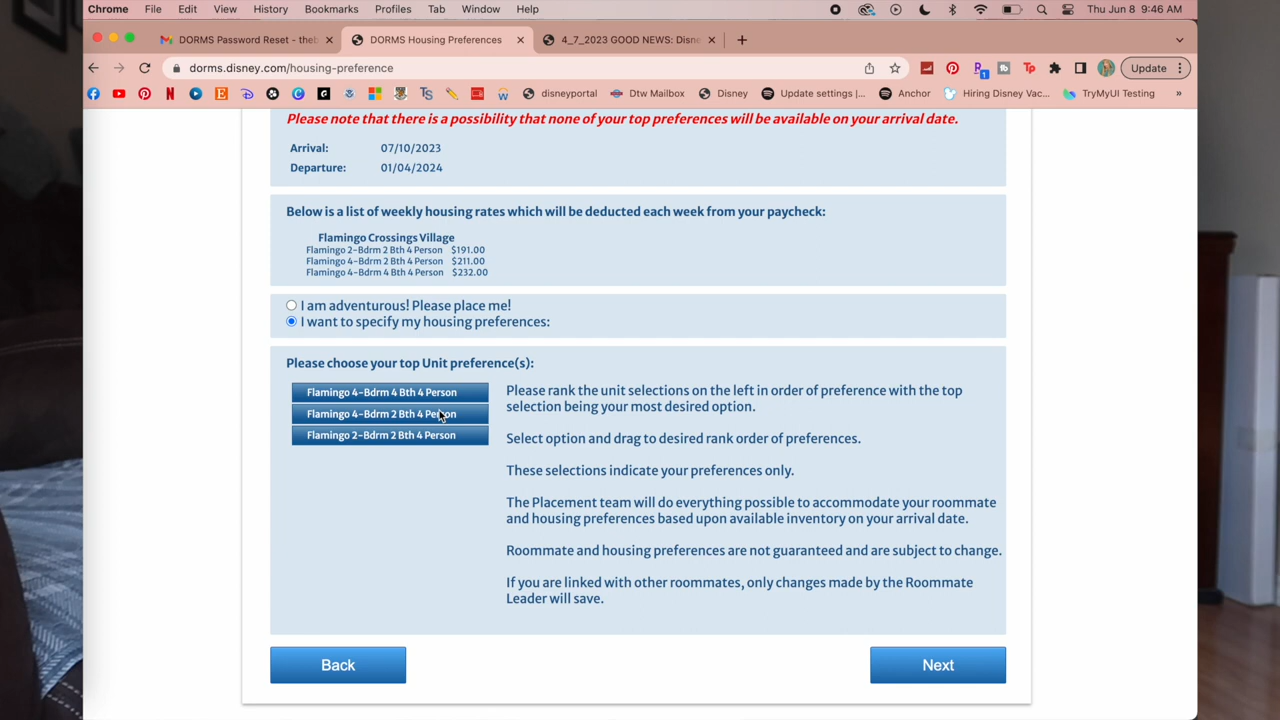 Chrome File Edit View History Bookmarks Profiles Tab Window Help Thu Jun 8 9:46 AM
DORMS Password Reset - theb × DORMS Housing Preferences × 4_7_2023 GOOD NEWS: Disne × +
dorms.disney.com/housing-preference Update
disneyportal Dtw Mailbox Disney Update settings |... Anchor Hiring Disney Vac... TryMyUI Testing »
Please note that there is a possibility that none of your top preferences will be available on your arrival date.
Arrival: 07/10/2023
Departure: 01/04/2024
Below is a list of weekly housing rates which will be deducted each week from your paycheck:
Flamingo Crossings Village
Flamingo 2-Bdrm 2 Bth 4 Person $191.00
Flamingo 4-Bdrm 2 Bth 4 Person $211.00
Flamingo 4-Bdrm 4 Bth 4 Person $232.00
I am adventurous! Please place me!
I want to specify my housing preferences:
Please choose your top Unit preference(s):
Flamingo 4-Bdrm 4 Bth 4 Person
Flamingo 4-Bdrm 2 Bth 4 Person
Flamingo 2-Bdrm 2 Bth 4 Person
Please rank the unit selections on the left in order of preference with the top
selection being your most desired option.
Select option and drag to desired rank order of preferences.
These selections indicate your preferences only.
The Placement team will do everything possible to accommodate your roommate
and housing preferences based upon available inventory on your arrival date.
Roommate and housing preferences are not guaranteed and are subject to change.
If you are linked with other roommates, only changes made by the Roommate
Leader will save.
Back
Next